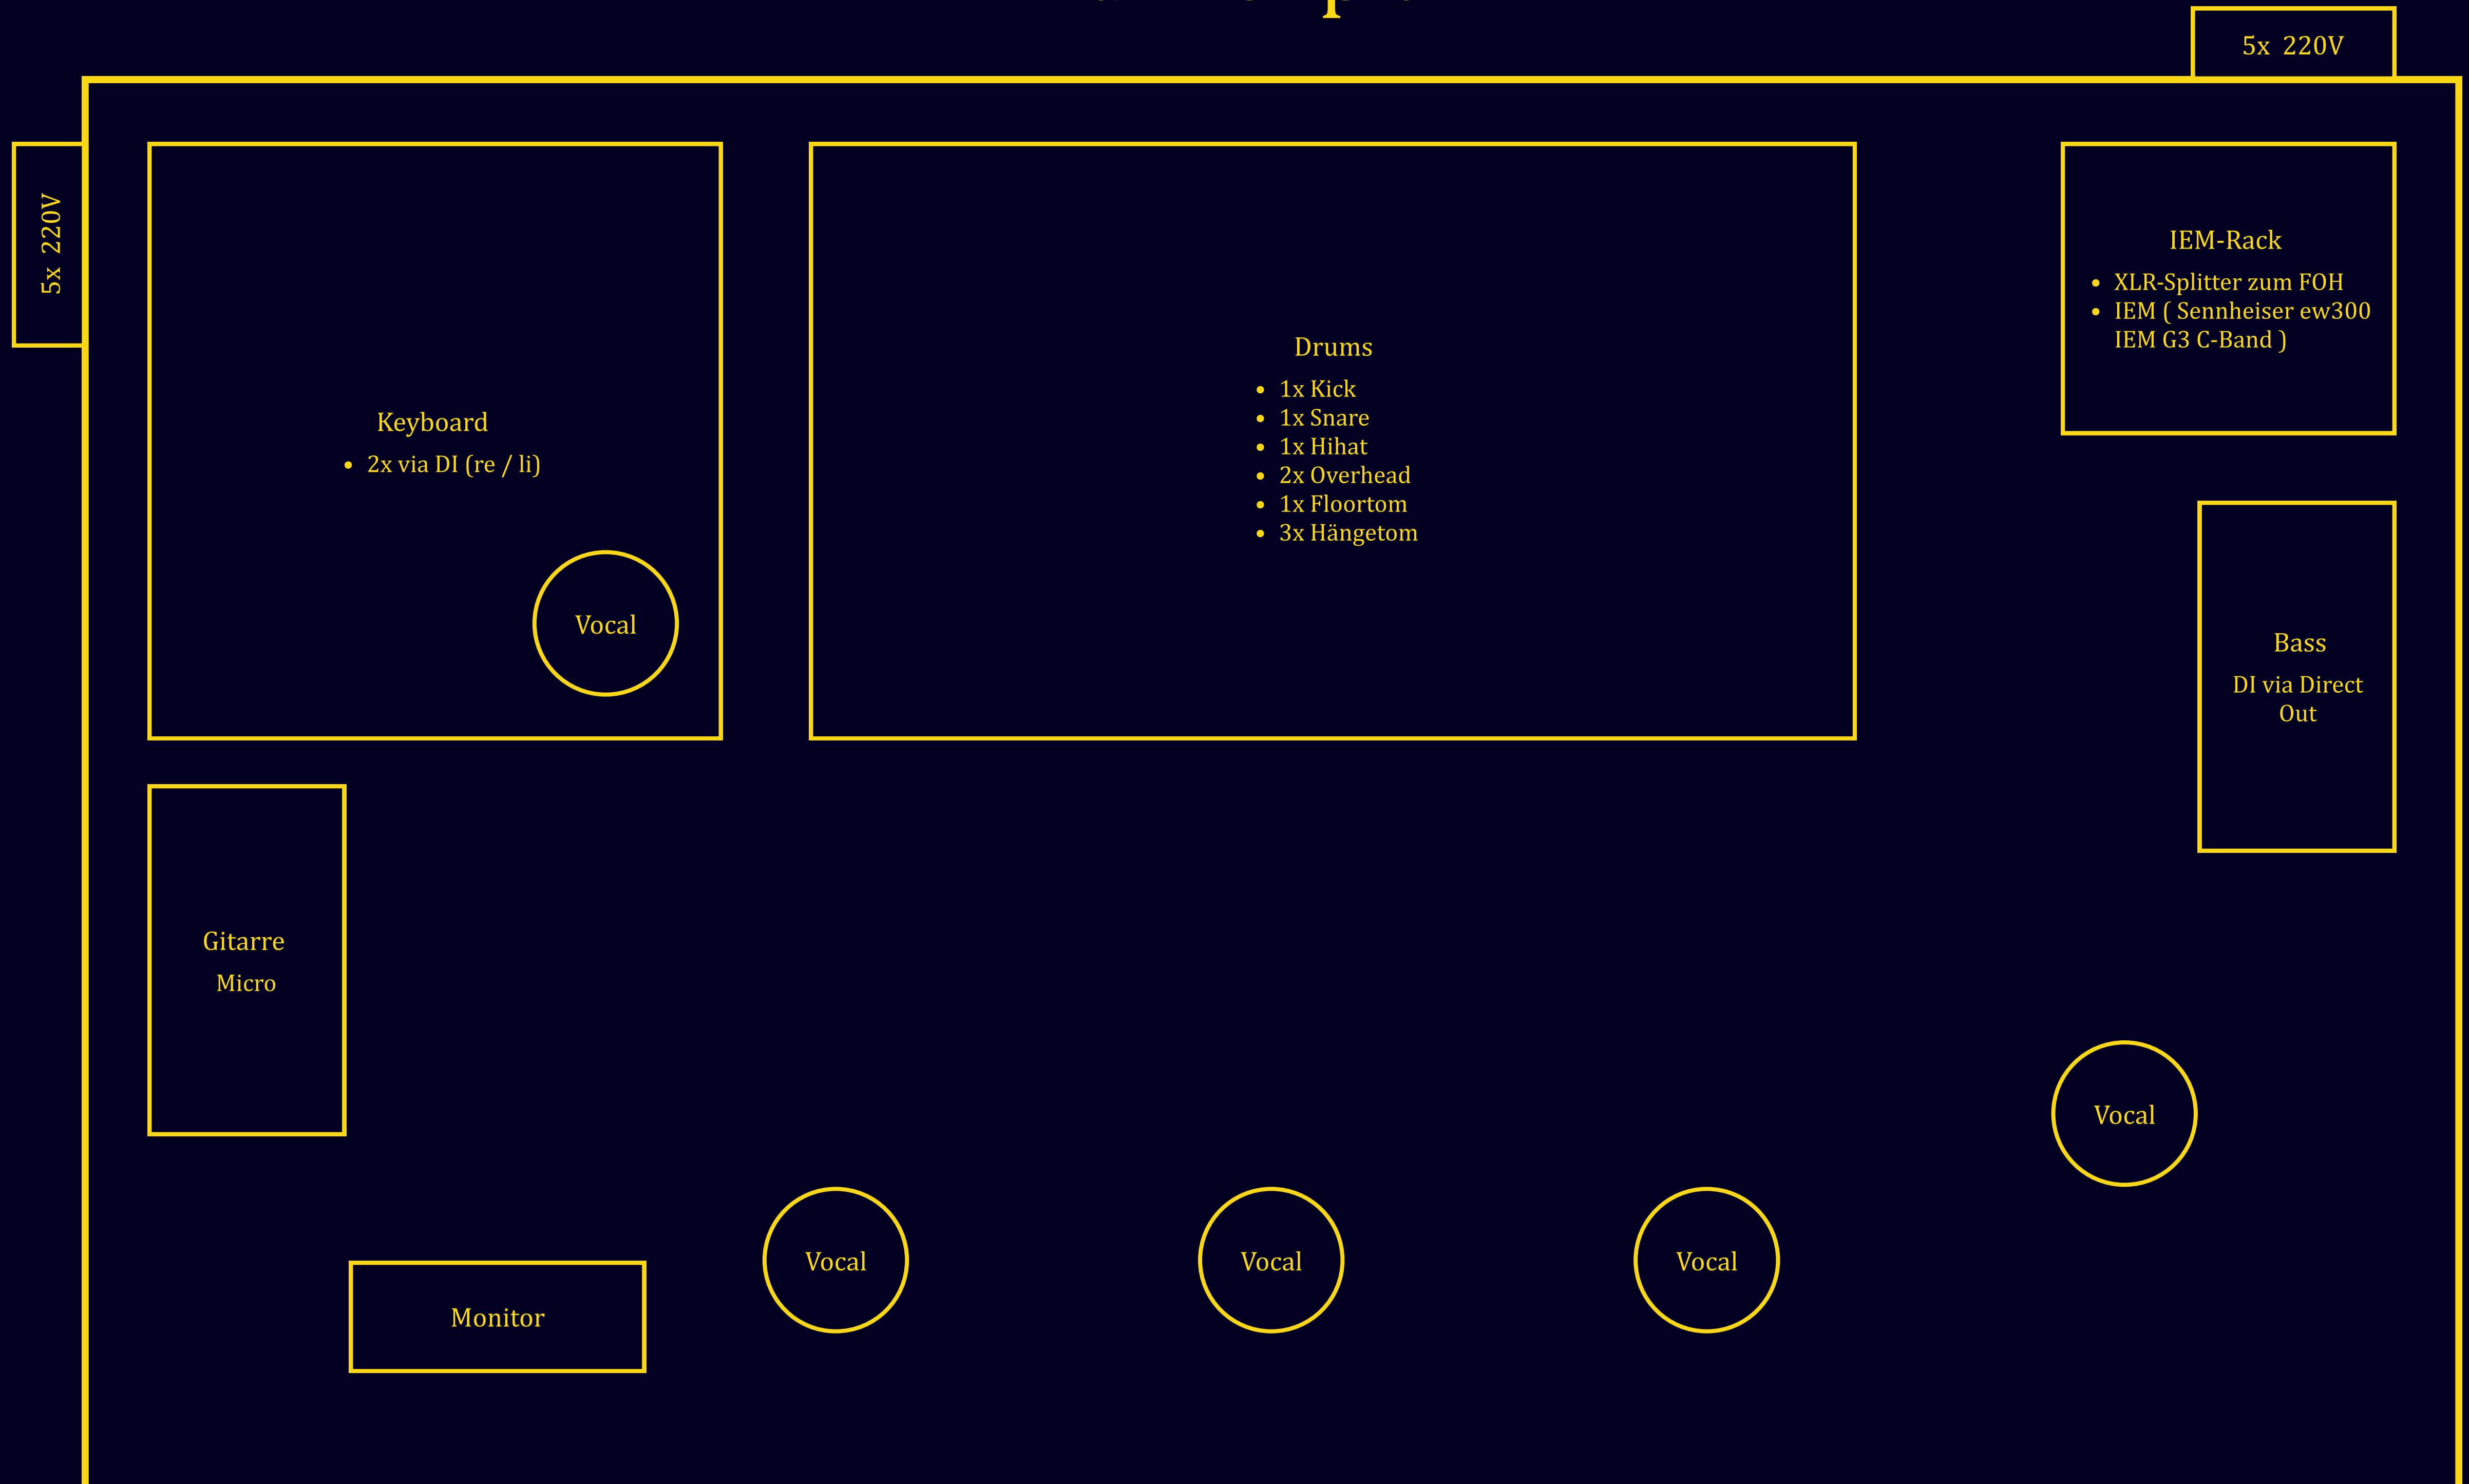 5x 220V
5x 220V
Keyboard
• 2x via DI (re / li)
Vocal
Drums
• 1x Kick
• 1x Snare
• 1x Hihat
• 2x Overhead
• 1x Floortom
• 3x Hängetom
IEM-Rack
• XLR-Splitter zum FOH
• IEM ( Sennheiser ew300
IEM G3 C-Band )
Bass
DI via Direct
Out
Gitarre
Micro
Vocal
Vocal
Vocal
Vocal
Monitor